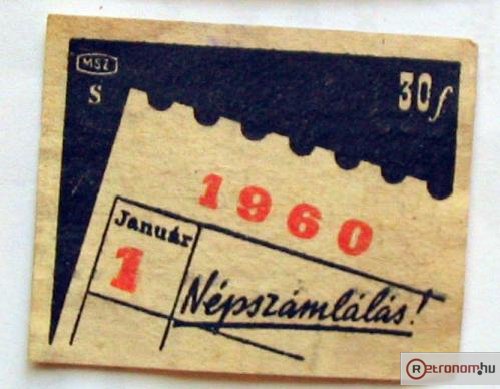 MSZ
S
30f
1960
Január
1
Népszámlálás!
Retronom.hu